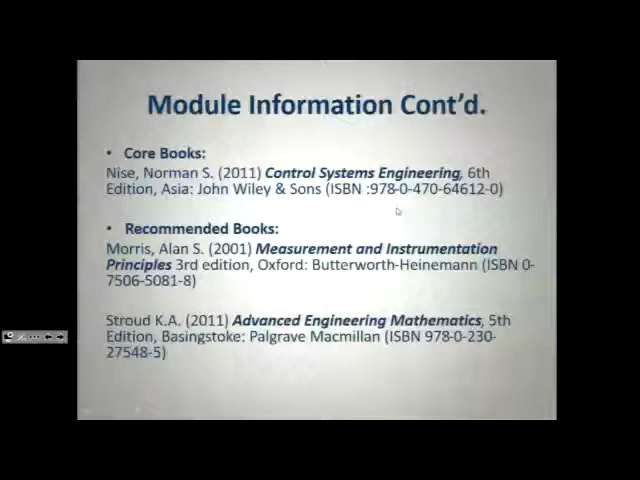 Module Information Cont'd.
• Core Books:
Nise, Norman S. (2011) Control Systems Engineering, 6th
Edition, Asia: John Wiley & Sons (ISBN :978-0-470-64612-0)
• Recommended Books:
Morris, Alan S. (2001) Measurement and Instrumentation
Principles 3rd edition, Oxford: Butterworth-Heinemann (ISBN 0-
7506-5081-8)
Stroud K.A. (2011) Advanced Engineering Mathematics, 5th
Edition, Basingstoke: Palgrave Macmillan (ISBN 978-0-230-
27548-5)